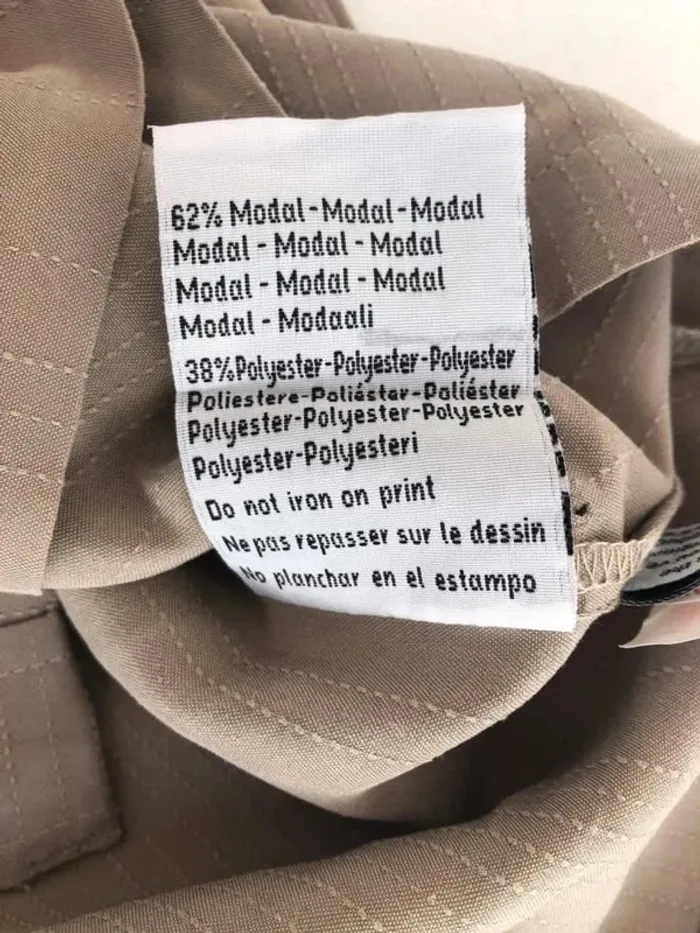 62% Modal-Modal-Modal
Modal - Modal - Modal
Modal - Modal - Modal
Modal - Modaali
38%Polyester-Polyester-Polyester
Poliestere-Poliéster-Poliéster
Polyester-Polyester-Polyester
Polyester-Polyesteri
Do not iron on print
Ne pas repasser sur le dessin
No planchar en el estampo